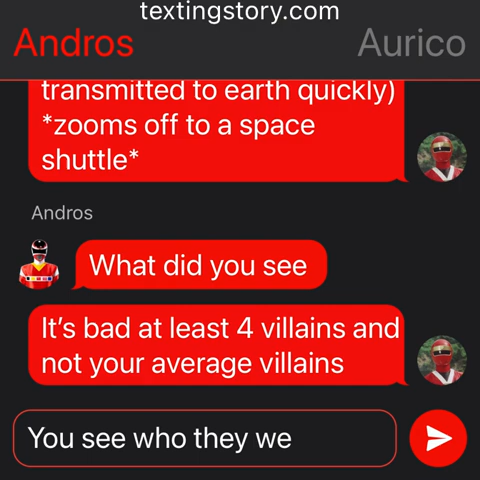 textingstory.com
Andros
Aurico
transmitted to earth quickly)
*zooms off to a space
shuttle*
Andros
What did you see
It’s bad at least 4 villains and
not your average villains
You see who they we